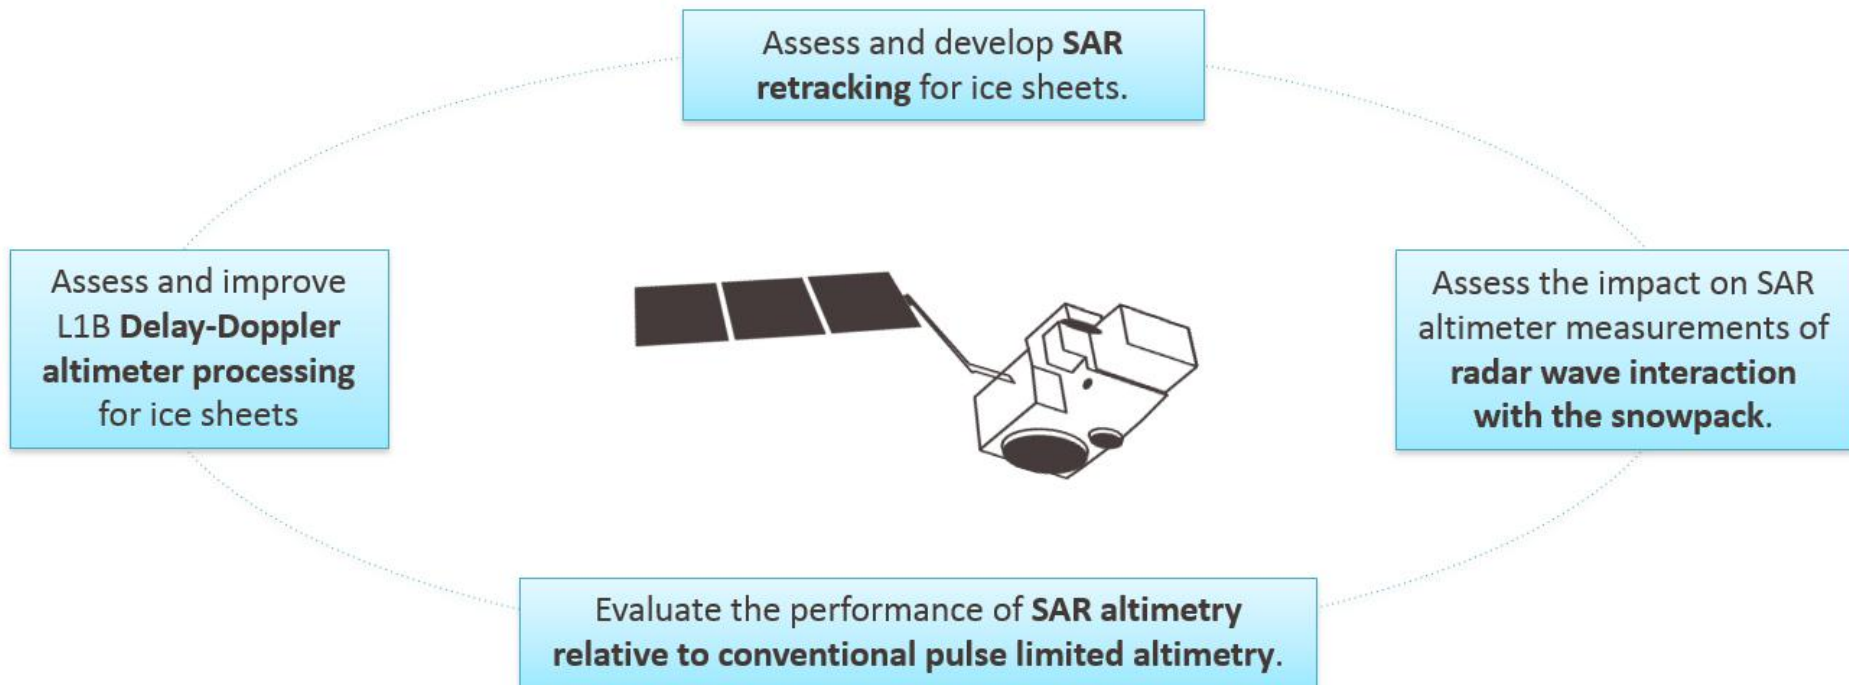 Assess and develop SAR
retracking for ice sheets.
Assess and improve
L1B Delay-Doppler
altimeter processing
for ice sheets
Assess the impact on SAR
altimeter measurements of
radar wave interaction
with the snowpack.
Evaluate the performance of SAR altimetry
relative to conventional pulse limited altimetry.